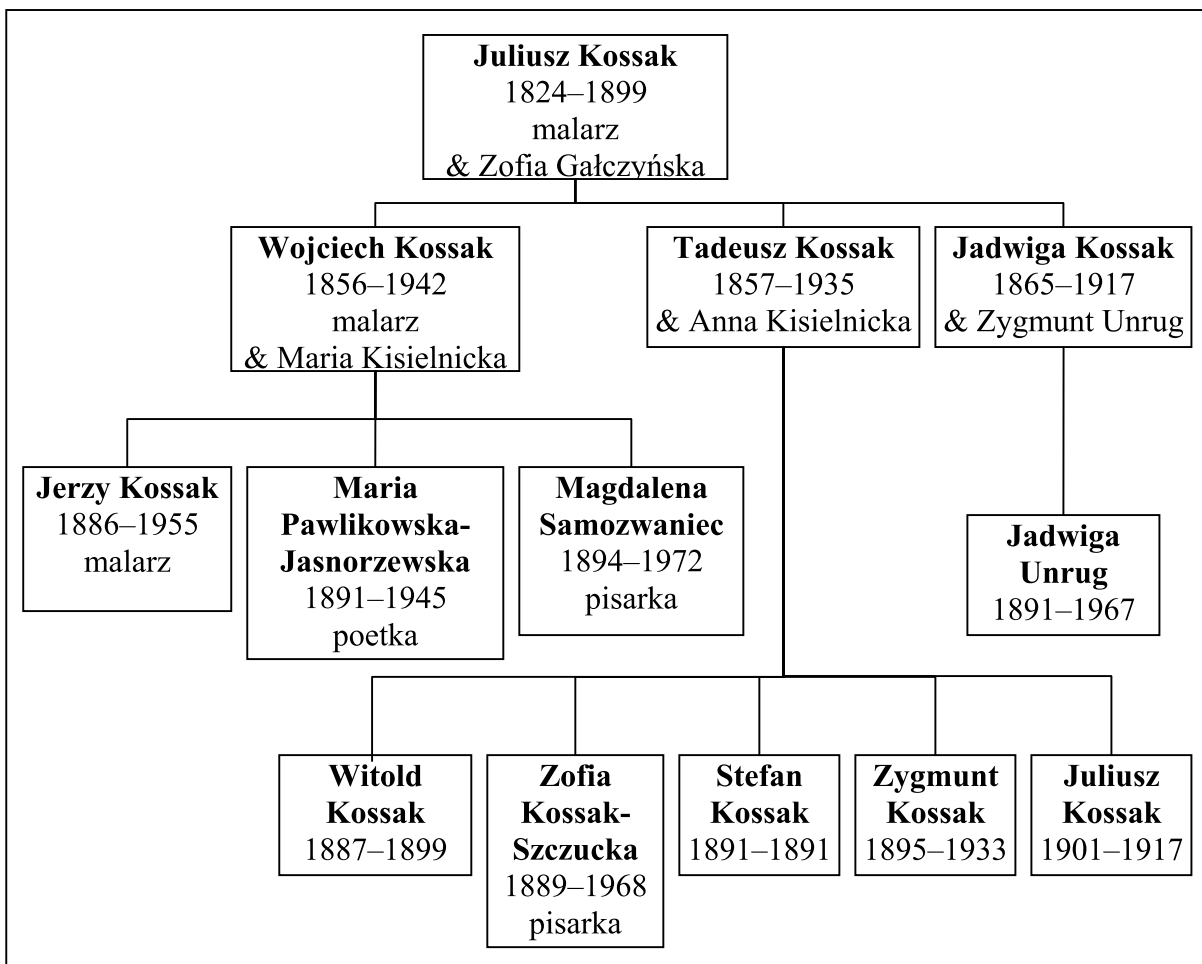 Juliusz Kossak
1824–1899
malarz
& Zofia Gałczyńska
Wojciech Kossak
1856–1942
malarz
& Maria Kisielnicka
Tadeusz Kossak
1857–1935
& Anna Kisielnicka
Jadwiga Kossak
1865–1917
& Zygmunt Unrug
Jerzy Kossak
1886–1955
malarz
Maria
Pawlikowska-
Jasnorzewska
1891–1945
poetka
Magdalena
Samozwaniec
1894–1972
pisarka
Jadwiga
Unrug
1891–1967
Witold
Kossak
1887–1899
Zofia
Kossak-
Szczucka
1889–1968
pisarka
Stefan
Kossak
1891–1891
Zygmunt
Kossak
1895–1933
Juliusz
Kossak
1901–1917